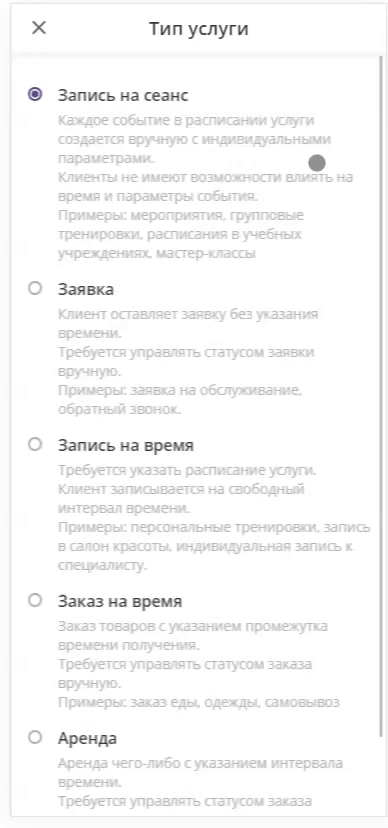 Тип услуги
Запись на сеанс
Каждое событие в расписании услуги
создается вручную с индивидуальными
параметрами.
Клиенты не имеют возможности влиять на
время и параметры события.
Примеры: мероприятия, групповые
тренировки, расписания в учебных
учреждениях, мастер-классы
Заявка
Клиент оставляет заявку без указания
времени.
Требуется управлять статусом заявки
вручную.
Примеры: заявка на обслуживание,
обратный звонок.
Запись на время
Требуется указать расписание услуги.
Клиент записывается на свободный
интервал времени.
Примеры: персональные тренировки, запись
в салон красоты, индивидуальная запись к
специалисту.
Заказ на время
Заказ товаров с указанием промежутка
времени получения.
Требуется управлять статусом заказа
вручную.
Примеры: заказ еды, одежды, самовывоз
Аренда
Аренда чего-либо с указанием интервала
времени.
Требуется управлять статусом заказа